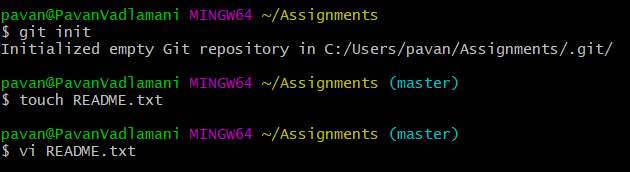 pavan@PavanVadlamani MINGW64 ~/Assignments
$ git init
Initialized empty Git repository in C:/Users/pavan/Assignments/.git/
pavan@PavanVadlamani MINGW64 ~/Assignments (master)
$ touch README.txt
pavan@PavanVadlamani MINGW64 ~/Assignments (master)
$ vi README.txt